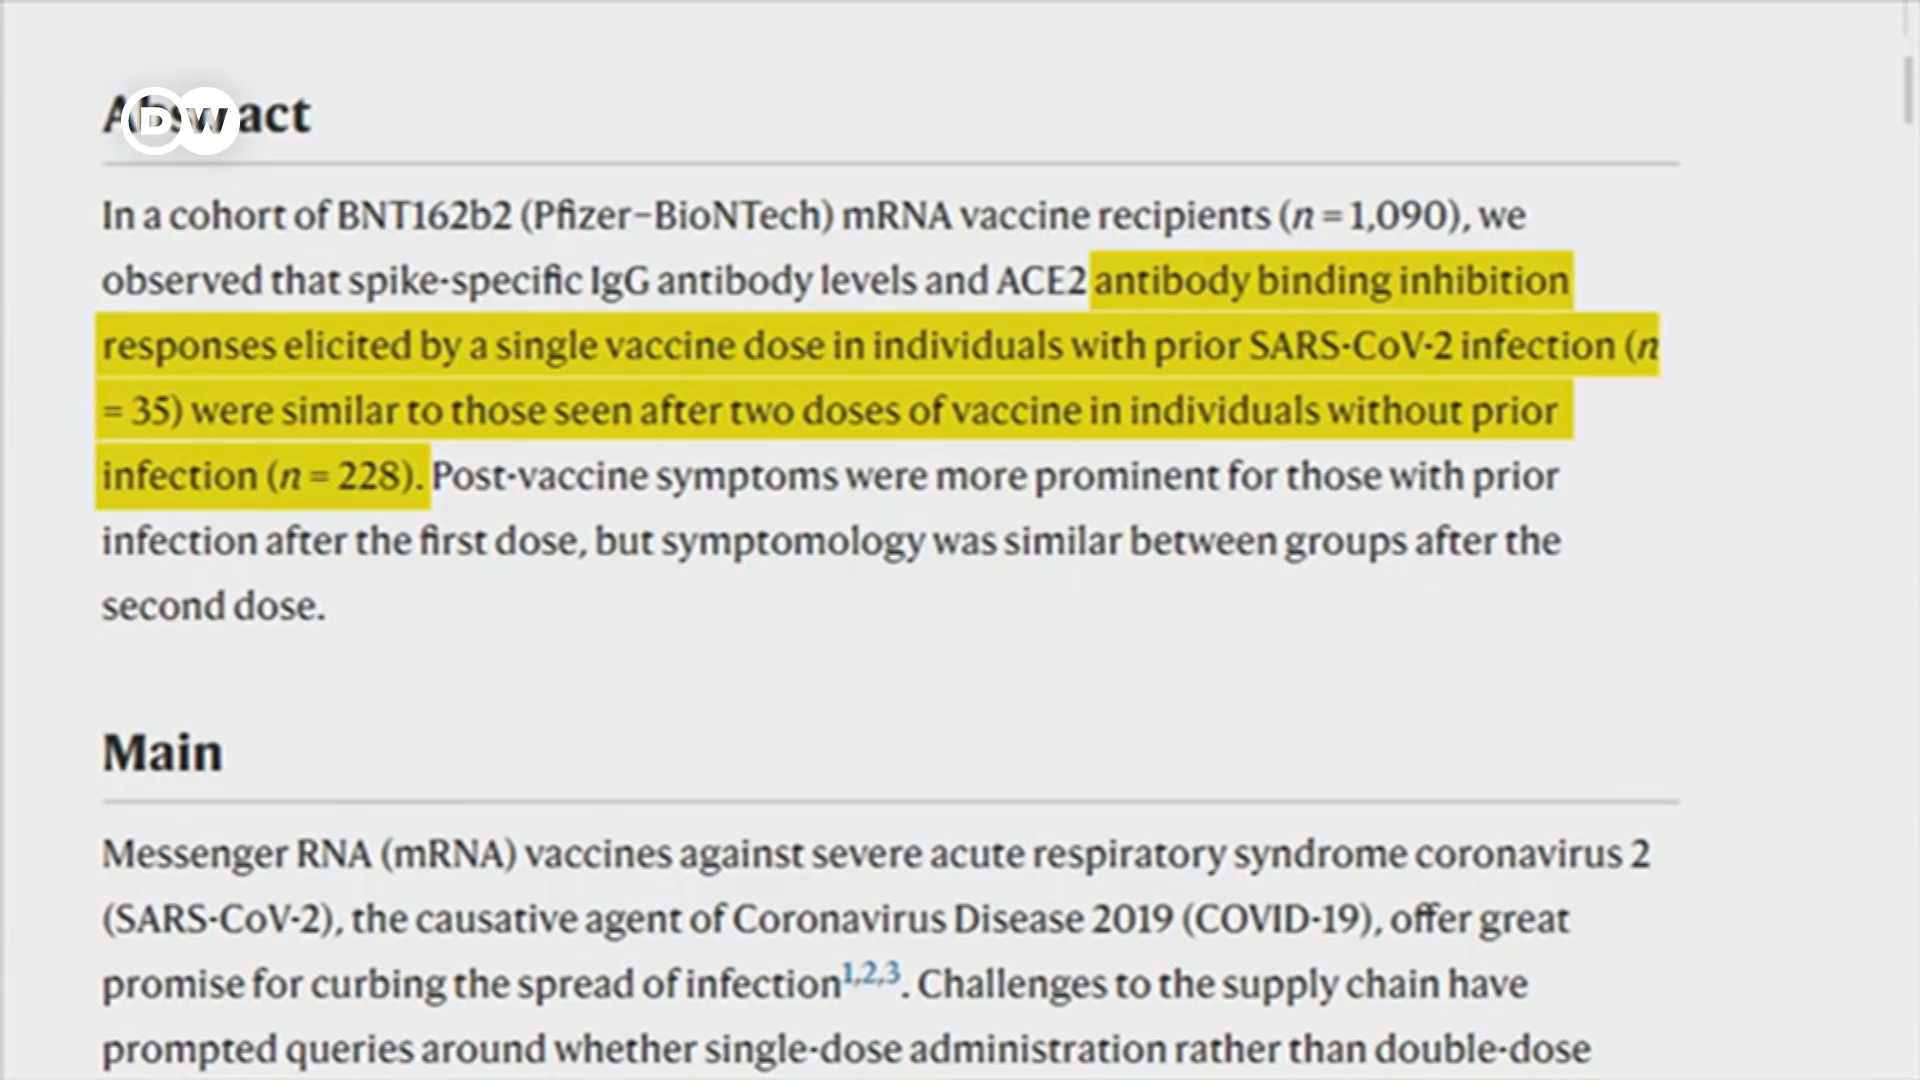 Abstract
DW
In a cohort of BNT162b2 (Pfizer–BioNTech) mRNA vaccine recipients (n = 1,090), we
observed that spike-specific IgG antibody levels and ACE2 antibody binding inhibition
responses elicited by a single vaccine dose in individuals with prior SARS-CoV-2 infection (n
= 35) were similar to those seen after two doses of vaccine in individuals without prior
infection (n = 228). Post-vaccine symptoms were more prominent for those with prior
infection after the first dose, but symptomology was similar between groups after the
second dose.
Main
Messenger RNA (mRNA) vaccines against severe acute respiratory syndrome coronavirus 2
(SARS-CoV-2), the causative agent of Coronavirus Disease 2019 (COVID-19), offer great
promise for curbing the spread of infection1,2,3. Challenges to the supply chain have
prompted queries around whether single-dose administration rather than double-dose